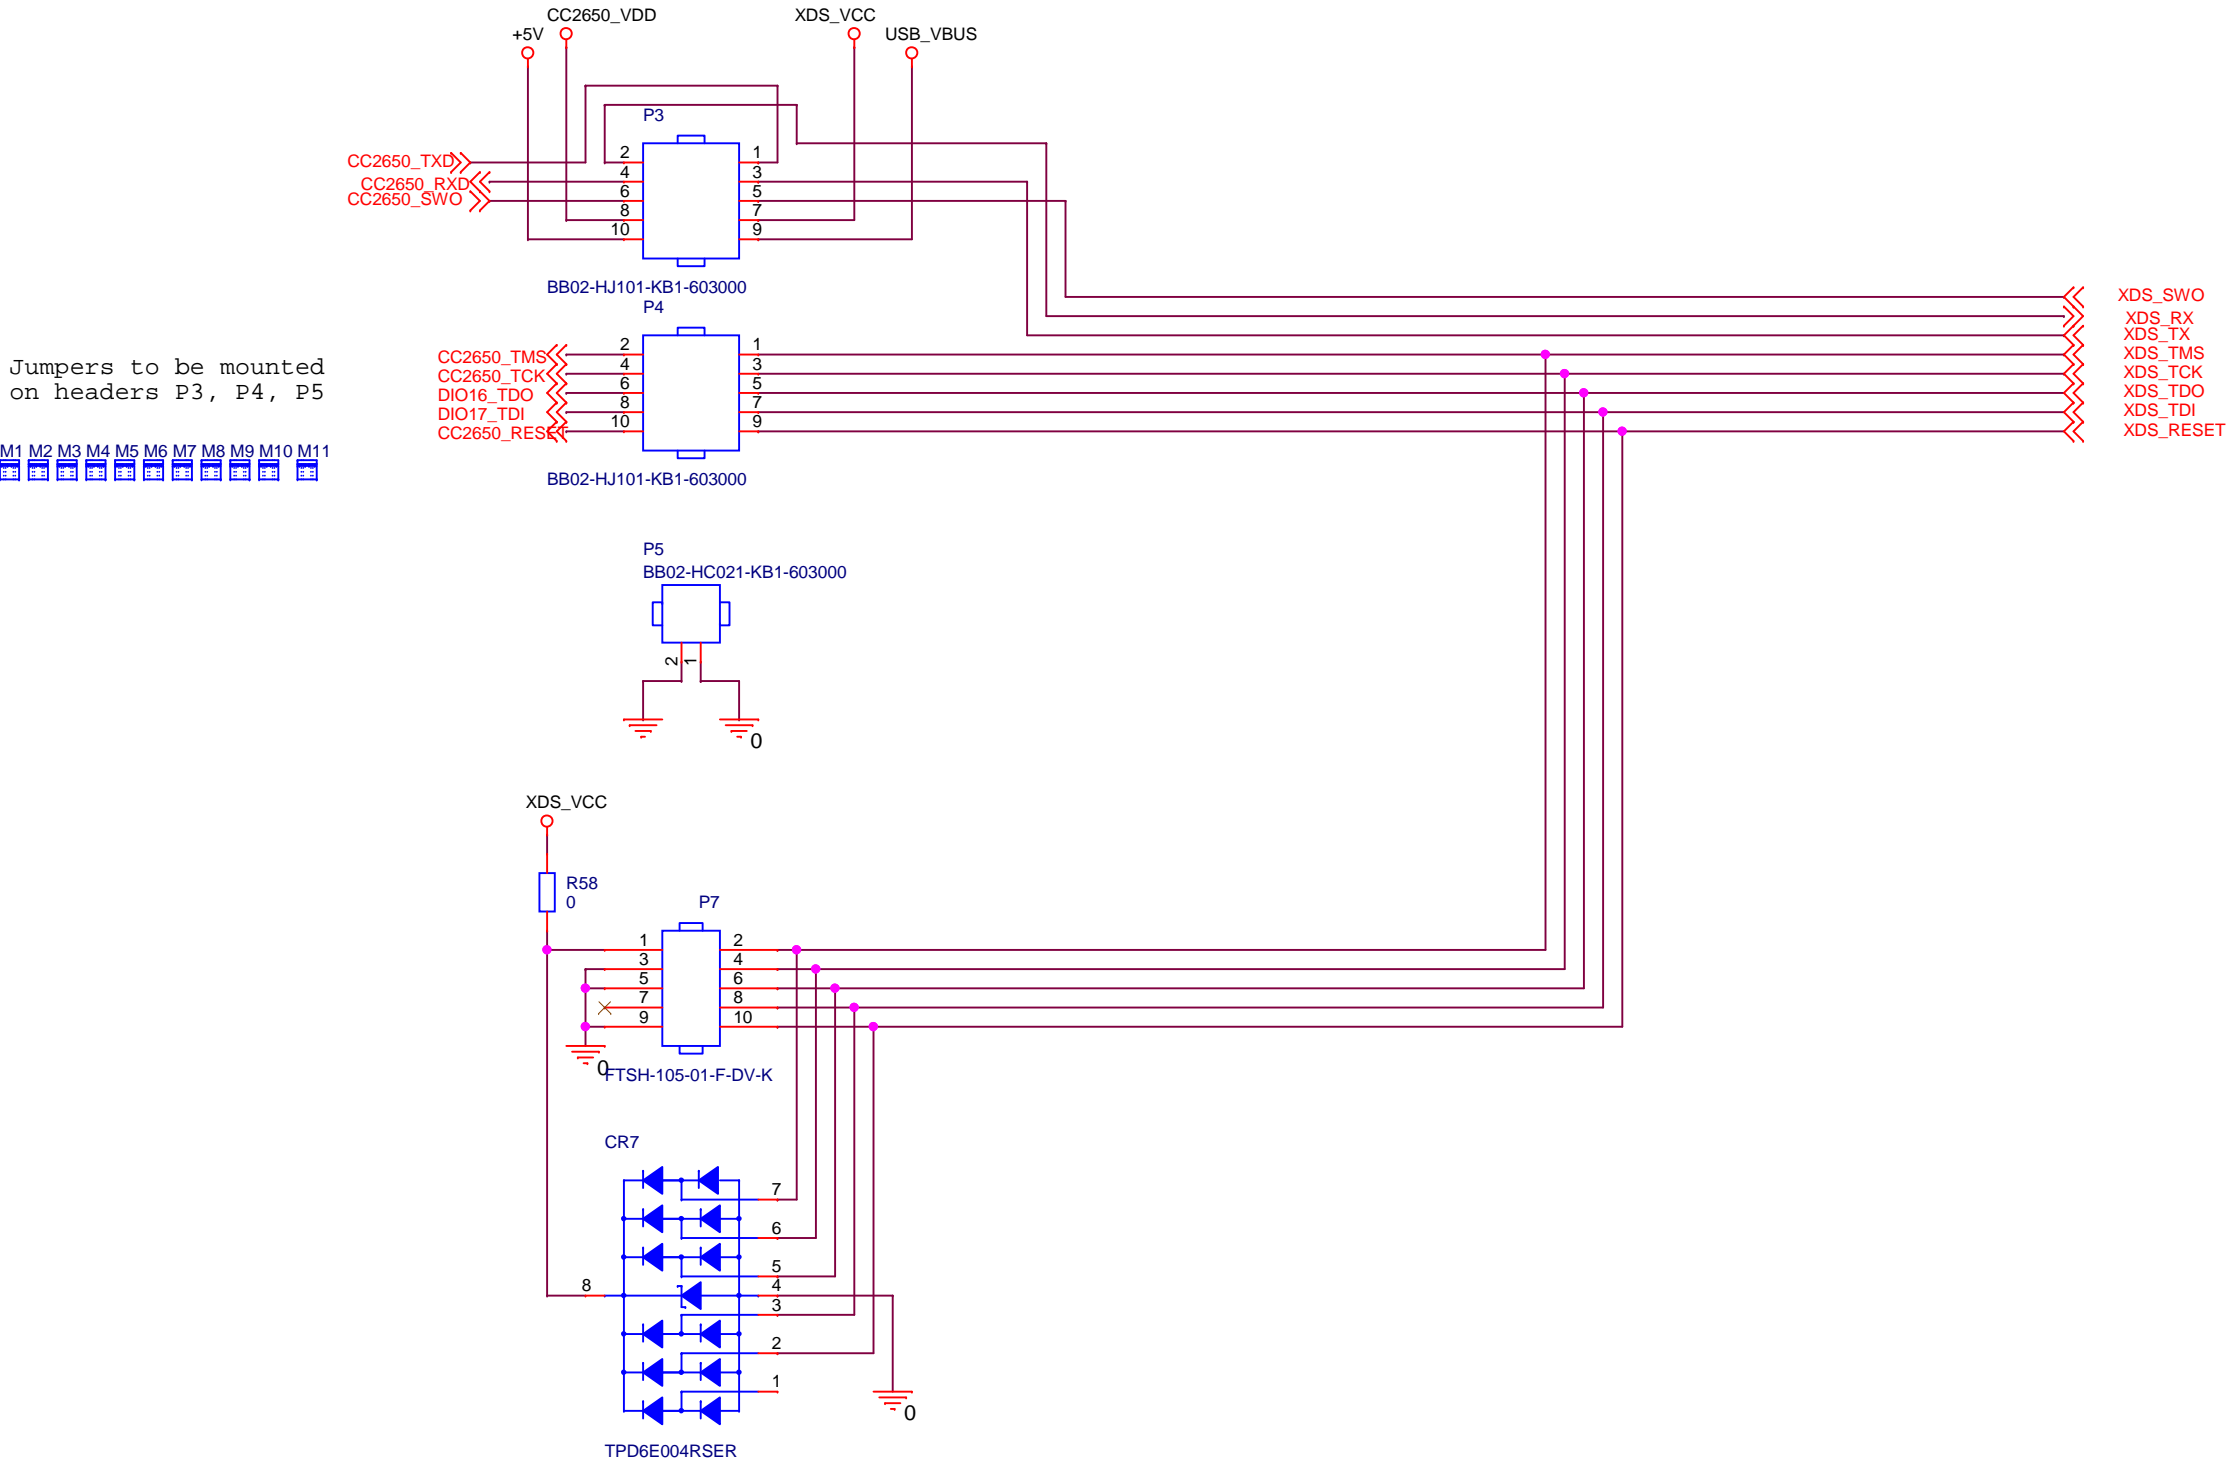 CC2650_VDD
XDS_VCC
+5V
USB_VBUS
P3
CC2650_TXD
2
1
CC2650_RXD
4
3
CC2650_SWO
6
5
8
7
10
9
BB02-HJ101-KB1-603000
P4
XDS_SWO
XDS_RX
XDS_TX
CC2650_TMS
2
1
XDS_TMS
CC2650_TCK
4
3
XDS_TCK
DIO16_TDO
6
5
XDS_TDO
DIO17_TDI
8
7
XDS_TDI
CC2650_RESET
10
9
XDS_RESET
BB02-HJ101-KB1-603000
Jumpers to be mounted
on headers P3, P4, P5
M1 M2 M3 M4 M5 M6 M7 M8 M9 M10 M11
P5
BB02-HC021-KB1-603000
2
1
0
XDS_VCC
R58
0
P7
1
2
3
4
5
6
7
8
9
10
0
FTSH-105-01-F-DV-K
CR7
7
6
5
8
4
3
2
1
0
TPD6E004RSER